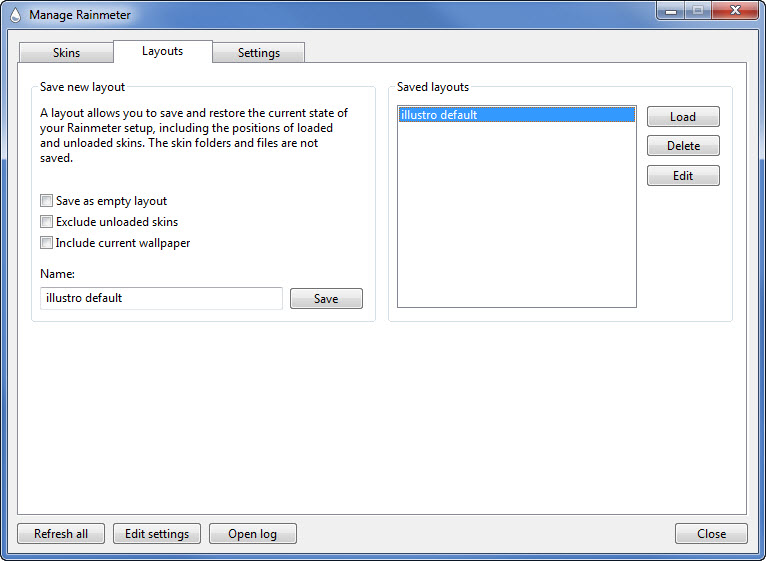 Manage Rainmeter
Skins
Layouts
Settings
Save new layout
A layout allows you to save and restore the current state of
your Rainmeter setup, including the positions of loaded
and unloaded skins. The skin folders and files are not
saved.
Save as empty layout
Exclude unloaded skins
Include current wallpaper
Name:
illustro default
Save
Saved layouts
illustro default
Load
Delete
Edit
Refresh all
Edit settings
Open log
Close